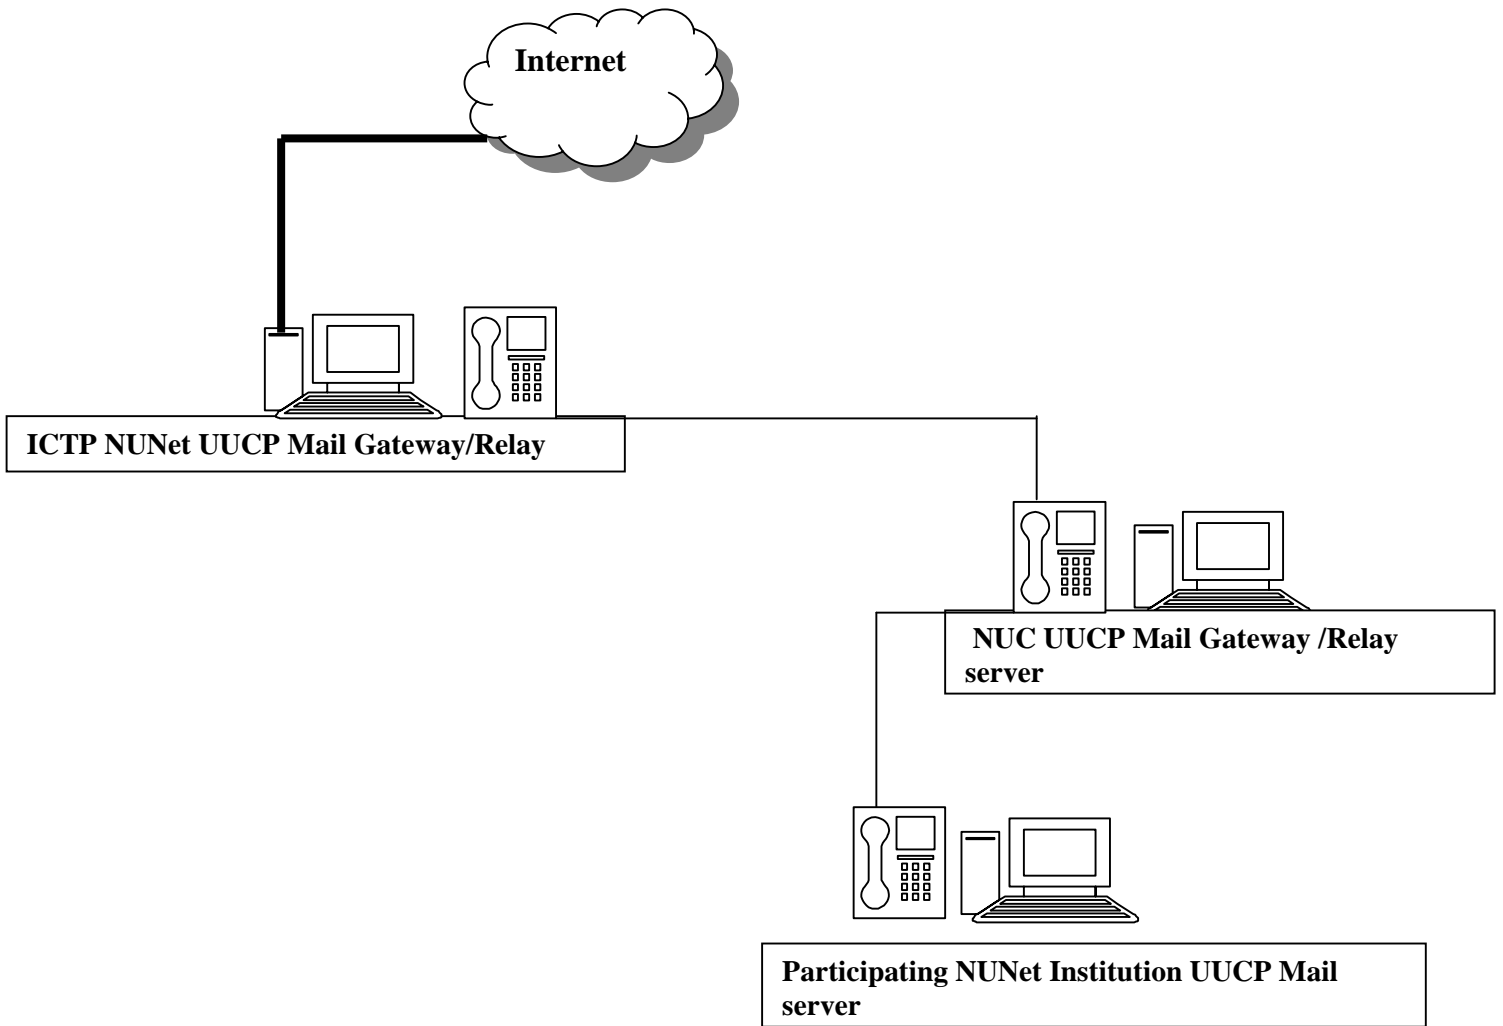 Internet
ICTP NUNet UUCP Mail Gateway/Relay
NUC UUCP Mail Gateway /Relay
server
Participating NUNet Institution UUCP Mail
server